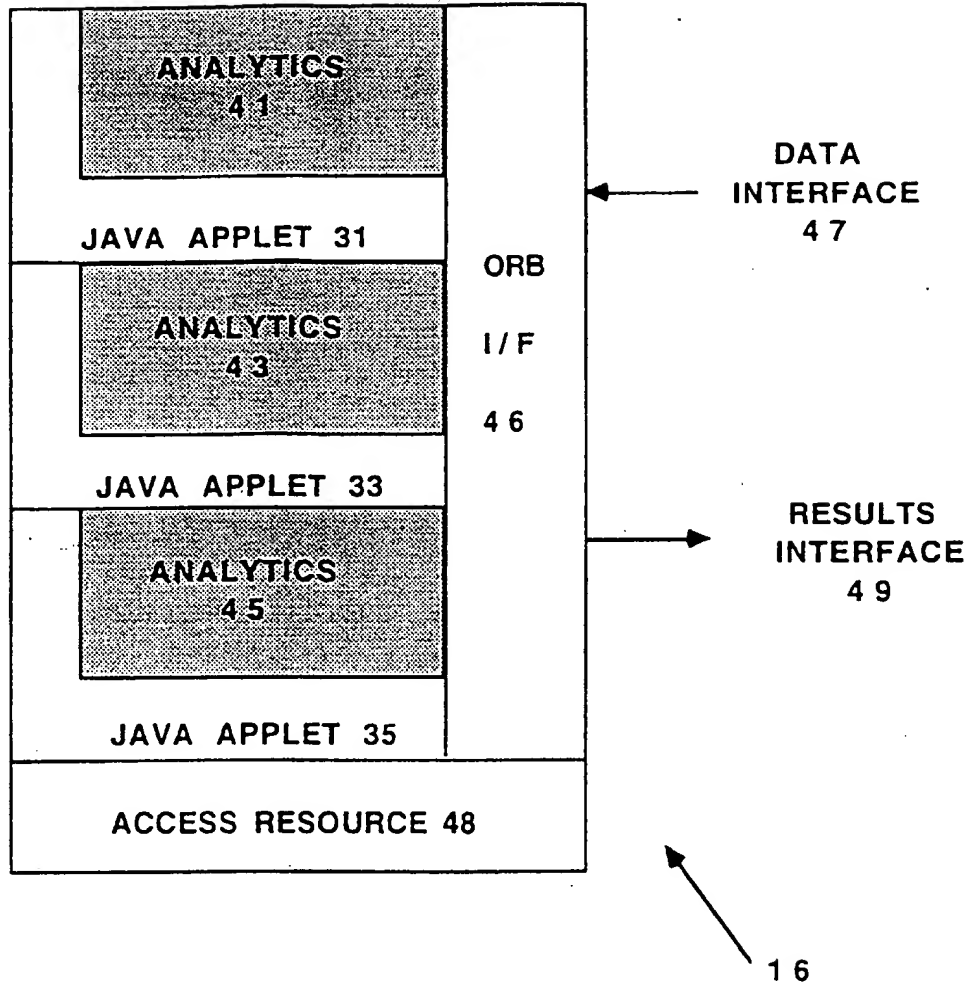 ANALYTICS
41
JAVA APPLET 31
ANALYTICS
43
JAVA APPLET 33
ANALYTICS
45
JAVA APPLET 35
ACCESS RESOURCE 48
ORB
I/F
46
DATA
INTERFACE
47
RESULTS
INTERFACE
49
16